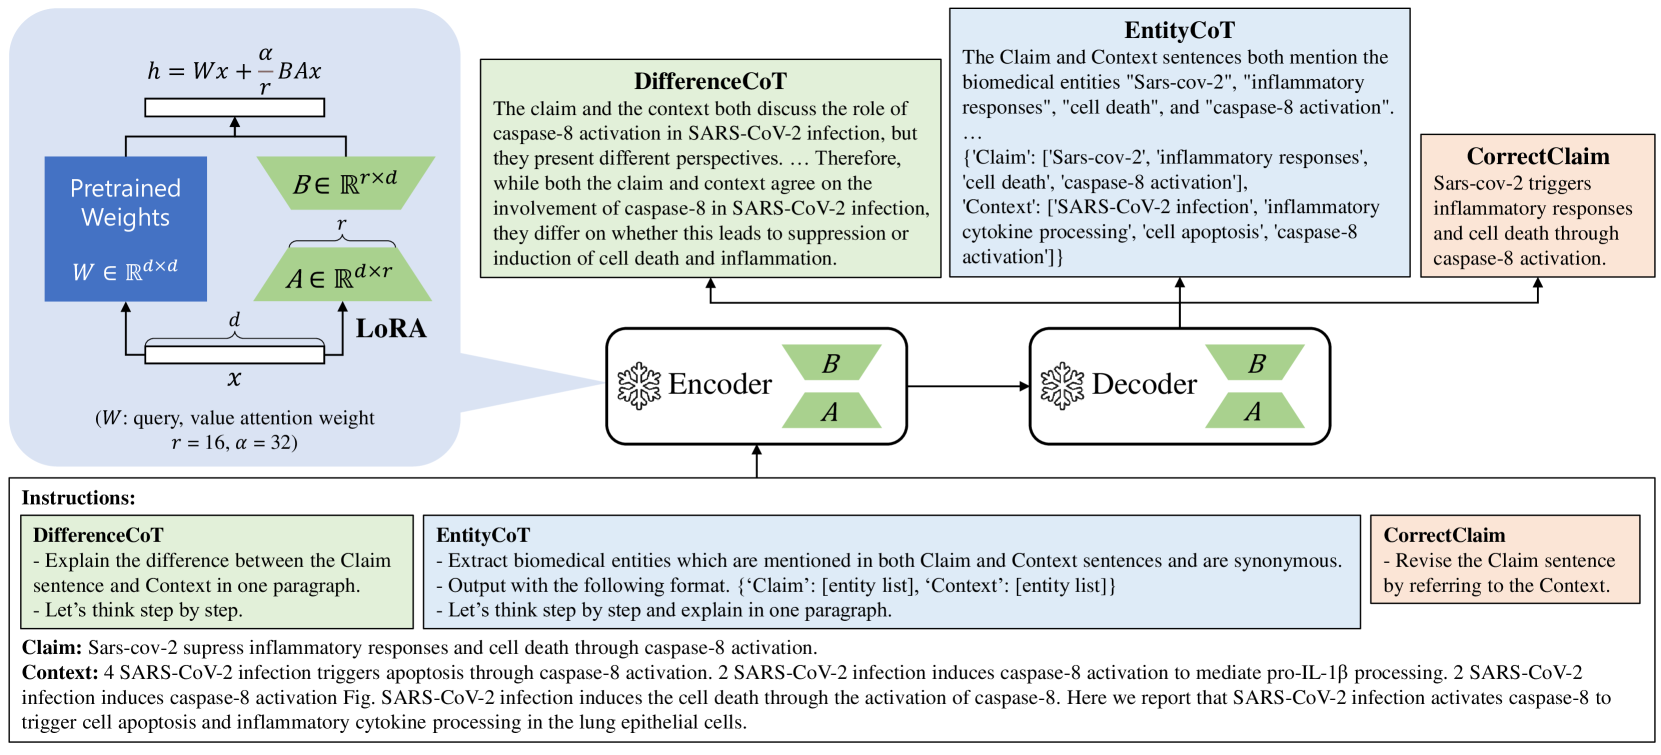 h = Wx + α/r BAx
Pretrained
Weights
W ∈ ℝ^{d×d}
B ∈ ℝ^{r×d}
r
A ∈ ℝ^{d×r}
LoRA
d
x
(W: query, value attention weight
r = 16, α = 32)
DifferenceCoT
The claim and the context both discuss the role of
caspase-8 activation in SARS-CoV-2 infection, but
they present different perspectives. … Therefore,
while both the claim and context agree on the
involvement of caspase-8 in SARS-CoV-2 infection,
they differ on whether this leads to suppression or
induction of cell death and inflammation.
EntityCoT
The Claim and Context sentences both mention the
biomedical entities "Sars-cov-2", "inflammatory
responses", "cell death", and "caspase-8 activation".
…
{'Claim': ['Sars-cov-2', 'inflammatory responses',
'cell death', 'caspase-8 activation'],
'Context': ['SARS-CoV-2 infection', 'inflammatory
cytokine processing', 'cell apoptosis', 'caspase-8
activation']}
CorrectClaim
Sars-cov-2 triggers
inflammatory responses
and cell death through
caspase-8 activation.
Encoder
B
A
Decoder
B
A
Instructions:
DifferenceCoT
- Explain the difference between the Claim
sentence and Context in one paragraph.
- Let’s think step by step.
EntityCoT
- Extract biomedical entities which are mentioned in both Claim and Context sentences and are synonymous.
- Output with the following format. {‘Claim’: [entity list], ‘Context’: [entity list]}
- Let’s think step by step and explain in one paragraph.
CorrectClaim
- Revise the Claim sentence
by referring to the Context.
Claim: Sars-cov-2 supress inflammatory responses and cell death through caspase-8 activation.
Context: 4 SARS-CoV-2 infection triggers apoptosis through caspase-8 activation. 2 SARS-CoV-2 infection induces caspase-8 activation to mediate pro-IL-1β processing. 2 SARS-CoV-2
infection induces caspase-8 activation Fig. SARS-CoV-2 infection induces the cell death through the activation of caspase-8. Here we report that SARS-CoV-2 infection activates caspase-8 to
trigger cell apoptosis and inflammatory cytokine processing in the lung epithelial cells.